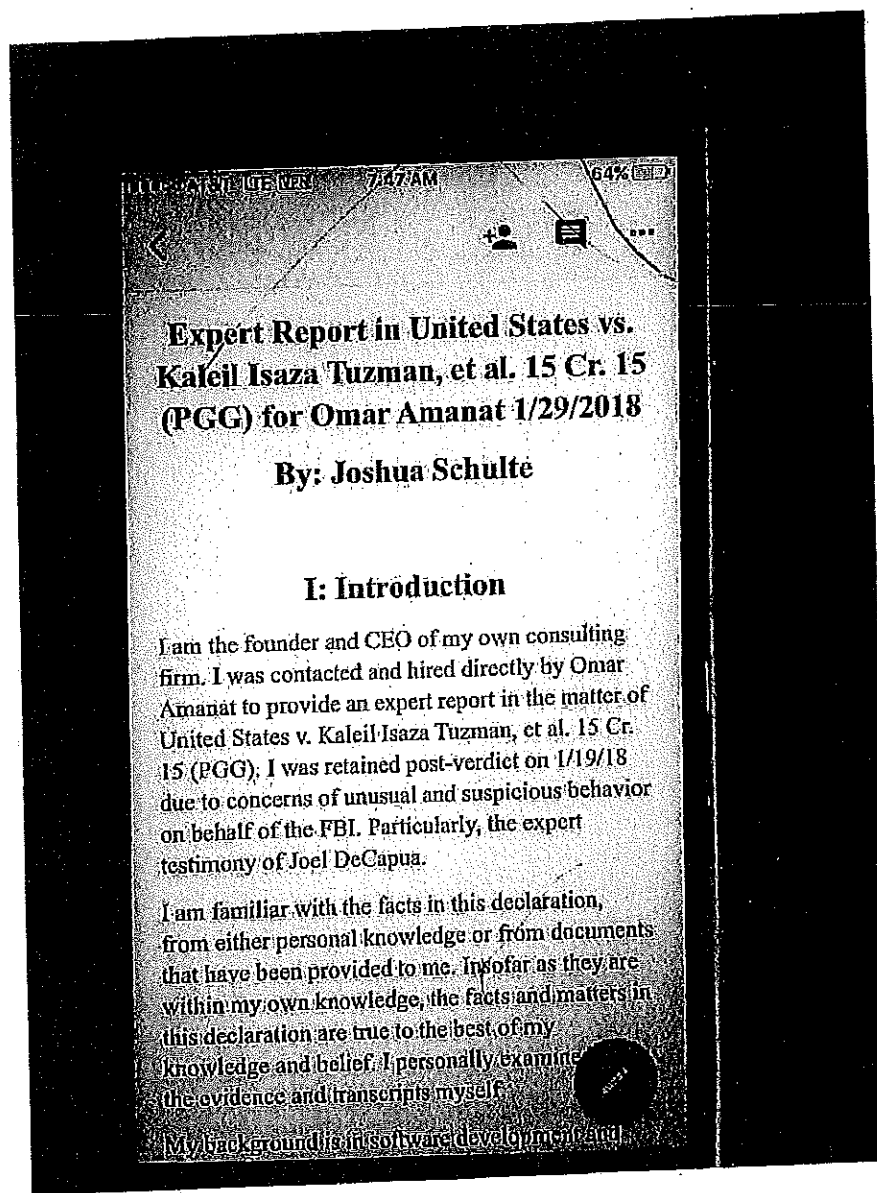 AT&T LTE VPN 7:47 AM 64%
Expert Report in United States vs.
Kaleil Isaza Tuzman, et al. 15 Cr. 15
(PGG) for Omar Amanat 1/29/2018
By: Joshua Schulte
I: Introduction
I am the founder and CEO of my own consulting
firm. I was contacted and hired directly by Omar
Amanat to provide an expert report in the matter of
United States v. Kaleil Isaza Tuzman, et al. 15 Cr.
15 (PGG); I was retained post-verdict on 1/19/18
due to concerns of unusual and suspicious behavior
on behalf of the FBI. Particularly, the expert
testimony of Joel DeCapua.
I am familiar with the facts in this declaration,
from either personal knowledge or from documents
that have been provided to me. Insofar as they are
within my own knowledge, the facts and matters in
this declaration are true to the best of my
knowledge and belief. I personally examine
the evidence and transcripts myself.
My background is in software development and